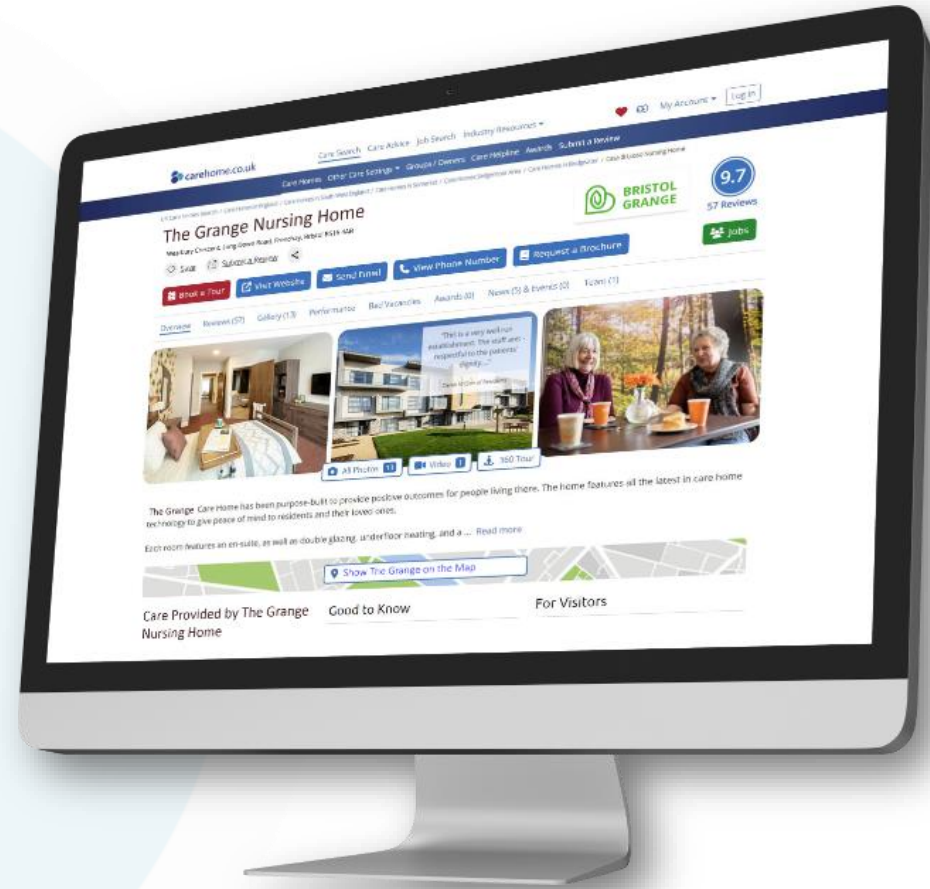 Care Search Care Advice Job Search Industry Resources
My Account Log in
carehome.co.uk
Care Homes Other Care Settings Groups / Owners Care Helpline Awards Submit a Review
The Grange Nursing Home
BRISTOL
GRANGE
9.7
57 Reviews
Save Submit a Review
Jobs
Book a Tour Visit Website Send Email View Phone Number Request a Brochure
Overview Reviews (57) Gallery (13) Performance Bed Vacancies Awards (0) News (5) & Events (0) Team (1)
"This is a very well run
establishment. The staff are
respectful to the patients'
dignity...."
All Photos 13 Video 1 360 Tour
The Grange Care Home has been purpose-built to provide positive outcomes for people living there. The home features all the latest in care home
technology to give peace of mind to residents and their loved ones.
Each room features an en-suite, as well as double glazing, underfloor heating, and a ... Read more
Show The Grange on the Map
Care Provided by The Grange
Nursing Home
Good to Know
For Visitors